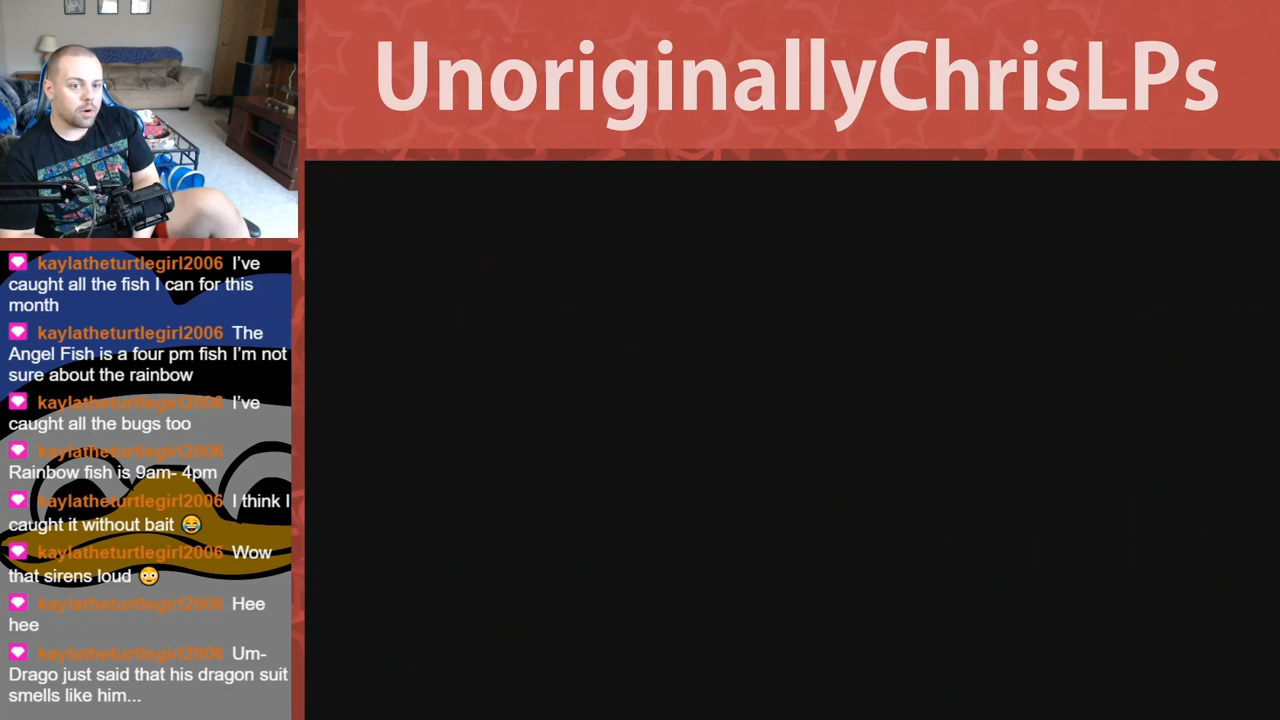 UnoriginallyChrisLPs
kaylatheturtlegirl2006 I've
caught all the fish I can for this
month
kaylatheturtlegirl2006 The
Angel Fish is a four pm fish I'm not
sure about the rainbow
kaylatheturtlegirl2006 I've
caught all the bugs too
kaylatheturtlegirl2006
Rainbow fish is 9am- 4pm
kaylatheturtlegirl2006 I think I
caught it without bait 😂
kaylatheturtlegirl2006 Wow
that sirens loud 😳
kaylatheturtlegirl2006 Hee
hee
kaylatheturtlegirl2006 Um-
Drago just said that his dragon suit
smells like him...